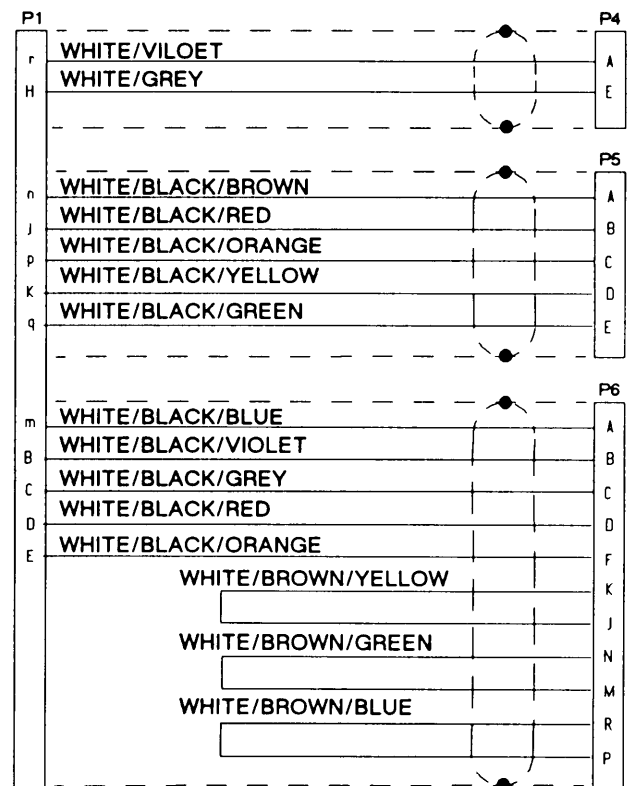 P1 P4
r WHITE/VILOET A
H WHITE/GREY E
P5
n WHITE/BLACK/BROWN A
J WHITE/BLACK/RED B
p WHITE/BLACK/ORANGE C
K WHITE/BLACK/YELLOW D
q WHITE/BLACK/GREEN E
P6
m WHITE/BLACK/BLUE A
B WHITE/BLACK/VIOLET B
C WHITE/BLACK/GREY C
D WHITE/BLACK/RED D
E WHITE/BLACK/ORANGE F
WHITE/BROWN/YELLOW K
J
WHITE/BROWN/GREEN N
M
WHITE/BROWN/BLUE R
P